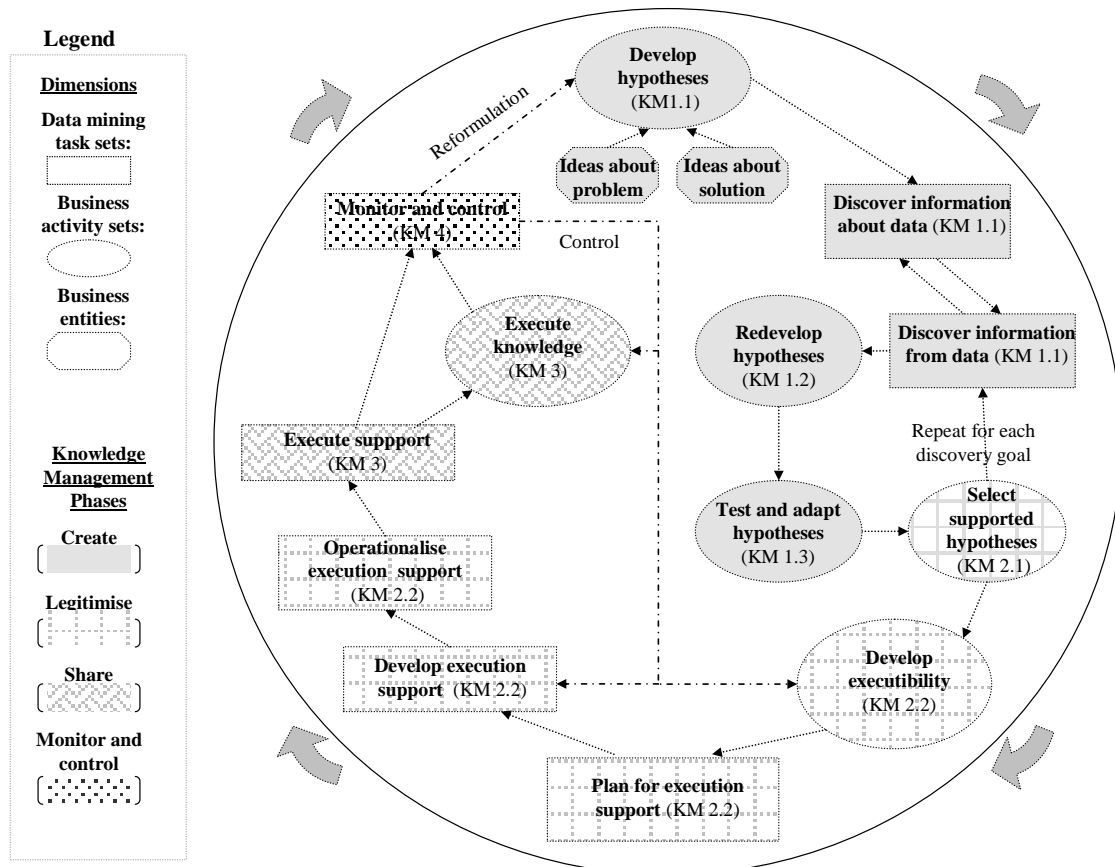 Legend
Dimensions
Data mining
task sets:
Business
activity sets:
Business
entities:
Knowledge
Management
Phases
Create
Legitimise
Share
Monitor and
control
Develop
hypotheses
(KM1.1)
Reformulation
Ideas about
problem
Ideas about
solution
Monitor and control
(KM 4)
Control
Discover information
about data (KM 1.1)
Execute
knowledge
(KM 3)
Redevelop
hypotheses
(KM 1.2)
Discover information
from data (KM 1.1)
Execute suppport
(KM 3)
Repeat for each
discovery goal
Test and adapt
hypotheses
(KM 1.3)
Select
supported
hypotheses
(KM 2.1)
Operationalise
execution support
(KM 2.2)
Develop execution
support (KM 2.2)
Develop
executibility
(KM 2.2)
Plan for execution
support (KM 2.2)